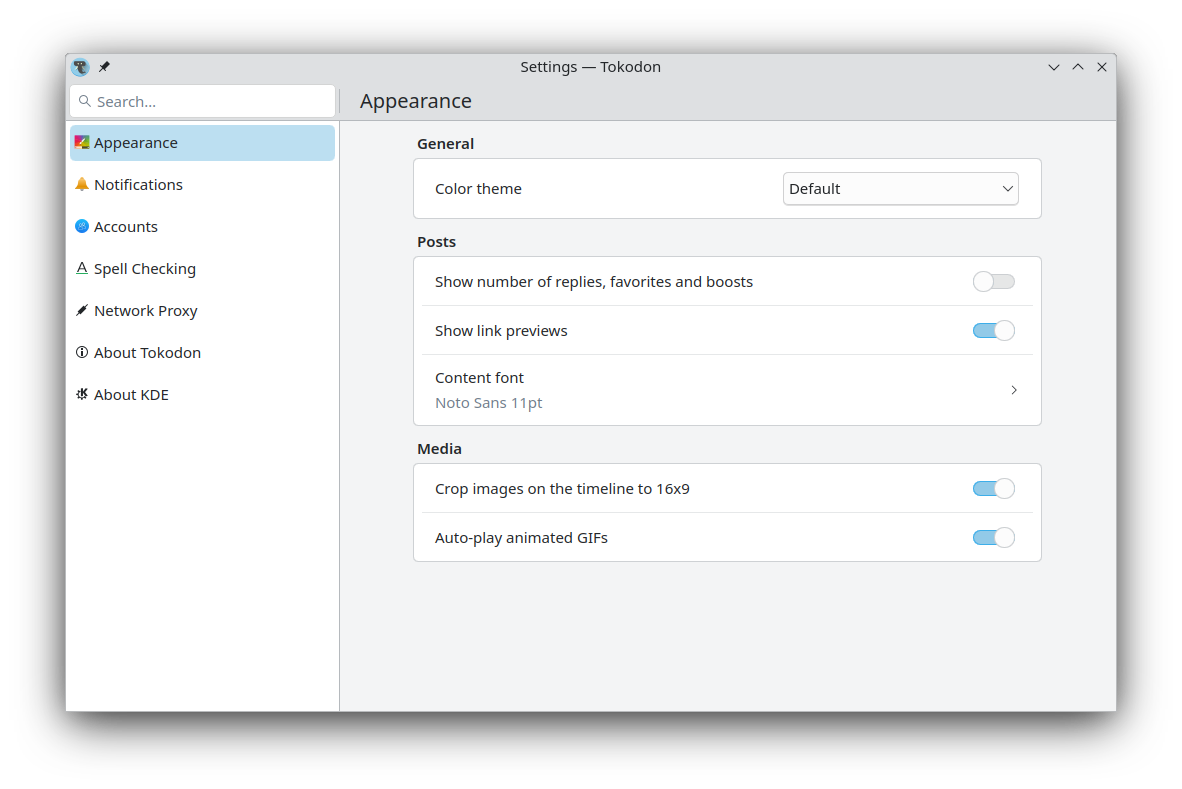 Settings — Tokodon
Search...
Appearance
Appearance
Notifications
Accounts
Spell Checking
Network Proxy
About Tokodon
About KDE
General
Color theme
Default
Posts
Show number of replies, favorites and boosts
Show link previews
Content font
Noto Sans 11pt
Media
Crop images on the timeline to 16x9
Auto-play animated GIFs